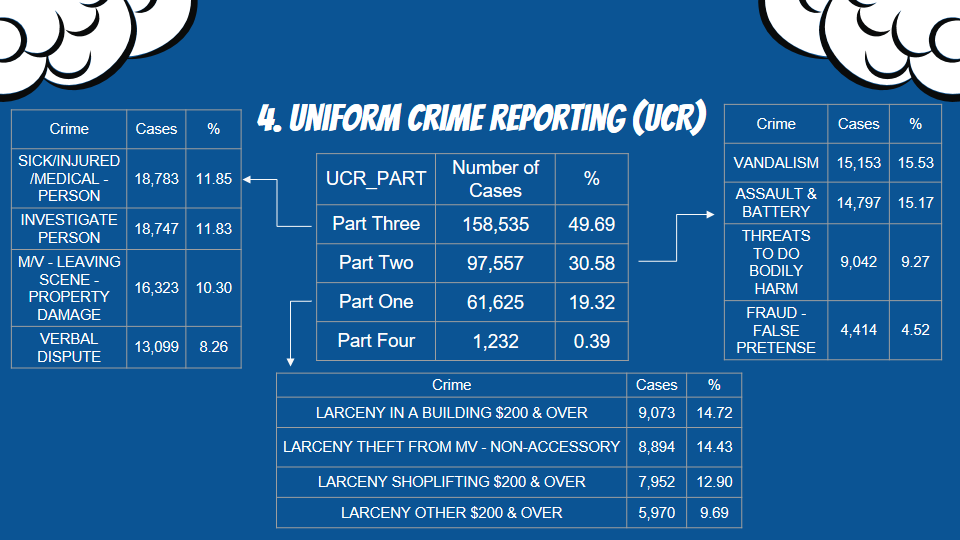 4. UNIFORM CRIME REPORTING (UCR)
Crime Cases %
SICK/INJURED
/MEDICAL -
PERSON
18,783 11.85
INVESTIGATE
PERSON
18,747 11.83
M/V - LEAVING
SCENE -
PROPERTY
DAMAGE
16,323 10.30
VERBAL
DISPUTE
13,099 8.26
UCR_PART
Number of
Cases
%
Part Three 158,535 49.69
Part Two 97,557 30.58
Part One 61,625 19.32
Part Four 1,232 0.39
Crime Cases %
VANDALISM 15,153 15.53
ASSAULT &
BATTERY
14,797 15.17
THREATS
TO DO
BODILY
HARM
9,042 9.27
FRAUD -
FALSE
PRETENSE
4,414 4.52
Crime Cases %
LARCENY IN A BUILDING $200 & OVER 9,073 14.72
LARCENY THEFT FROM MV - NON-ACCESSORY 8,894 14.43
LARCENY SHOPLIFTING $200 & OVER 7,952 12.90
LARCENY OTHER $200 & OVER 5,970 9.69